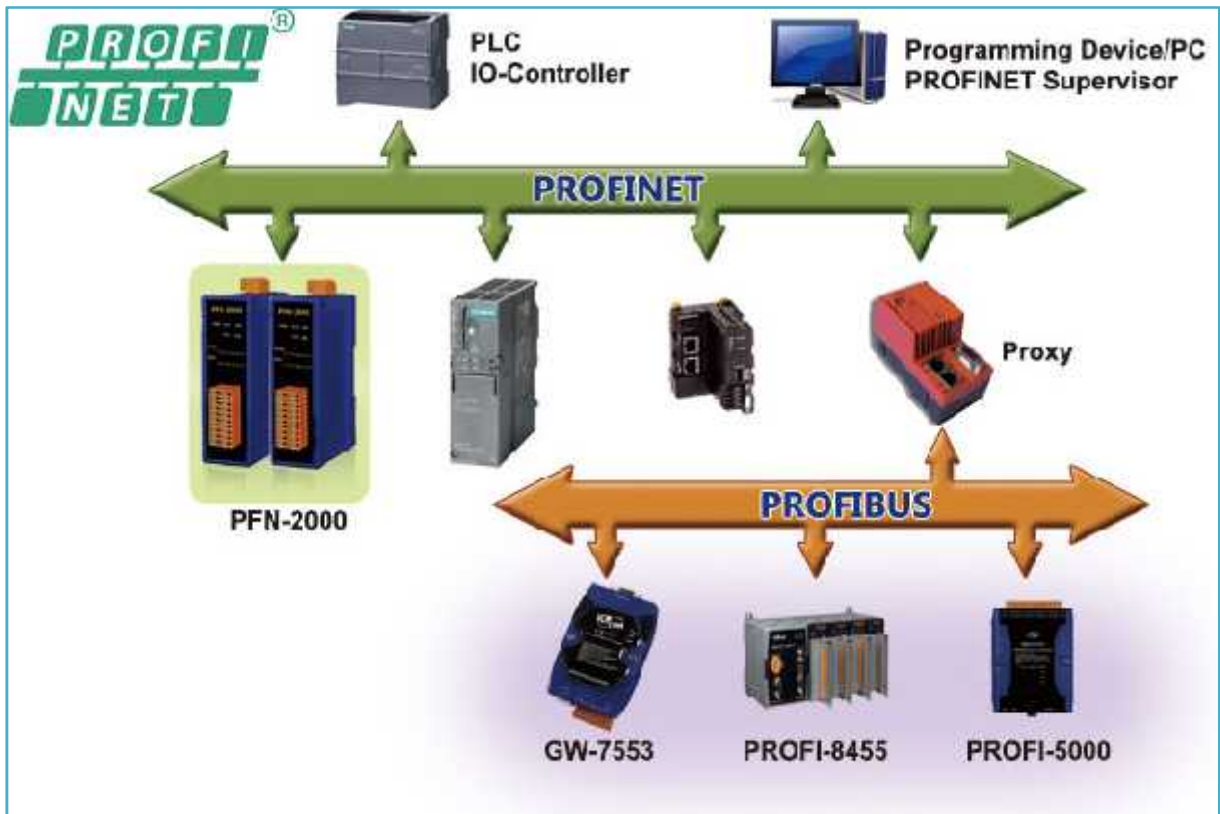 PROFI®
NET
PLC
IO-Controller
Programming Device/PC
PROFINET Supervisor
PROFINET
Proxy
PFN-2000
PROFIBUS
GW-7553
PROFI-8455
PROFI-5000